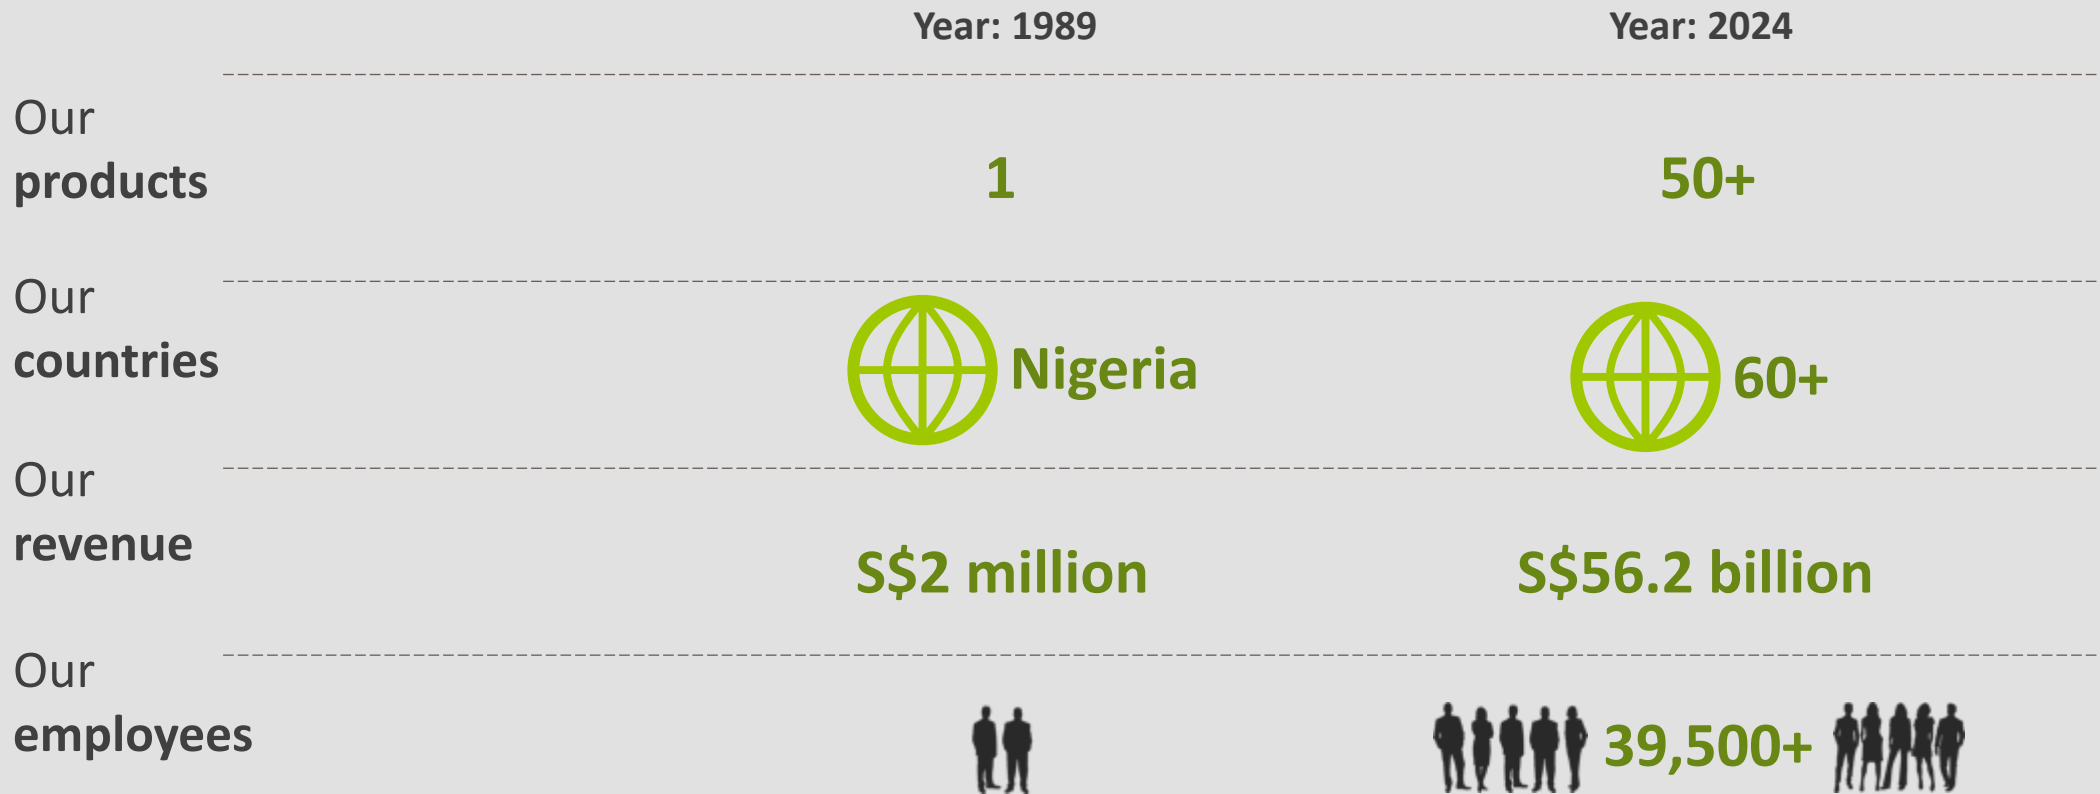 Year: 1989 Year: 2024
Our
products
1 50+
Our
countries
Nigeria 60+
Our
revenue
S$2 million S$56.2 billion
Our
employees
39,500+